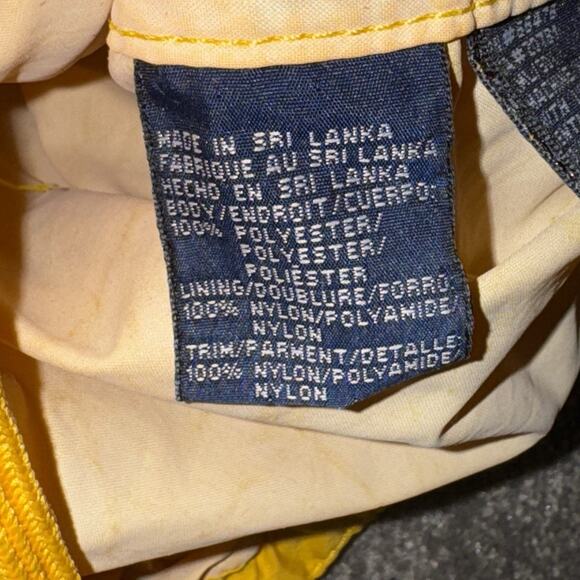 MADE IN SRI LANKA
FABRIQUE AU SRI LANKA
HECHO EN SRI LANKA
BODY/ENDROIT/CUERPO:
100% POLYESTER/
POLYESTER/
POLIÉSTER
LINING/DOUBLURE/FORRO
100% NYLON/POLYAMIDE/
NYLON
TRIM/PARMENT/DETALLE:
100% NYLON/POLYAMIDE/
NYLON